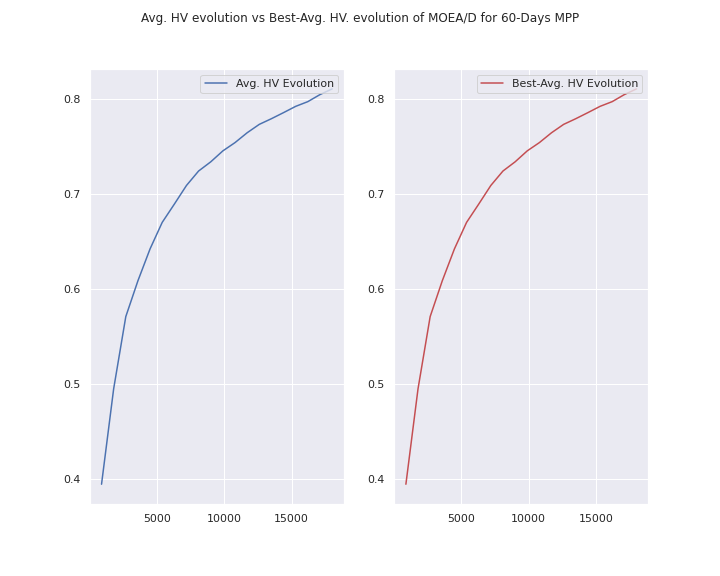 Avg. HV evolution vs Best-Avg. HV. evolution of MOEA/D for 60-Days MPP
Avg. HV Evolution
0.8
0.7
0.6
0.5
0.4
5000 10000 15000
Best-Avg. HV Evolution
0.8
0.7
0.6
0.5
0.4
5000 10000 15000